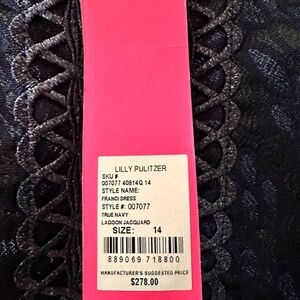 LILLY PULITZER
SKU #
007077 40814Q 14
STYLE NAME:
FRANCI DRESS
STYLE #: 007077
TRUE NAVY
LAGOON JACQUARD
SIZE: 14
889069 718800
MANUFACTURER'S SUGGESTED PRICE
$278.00